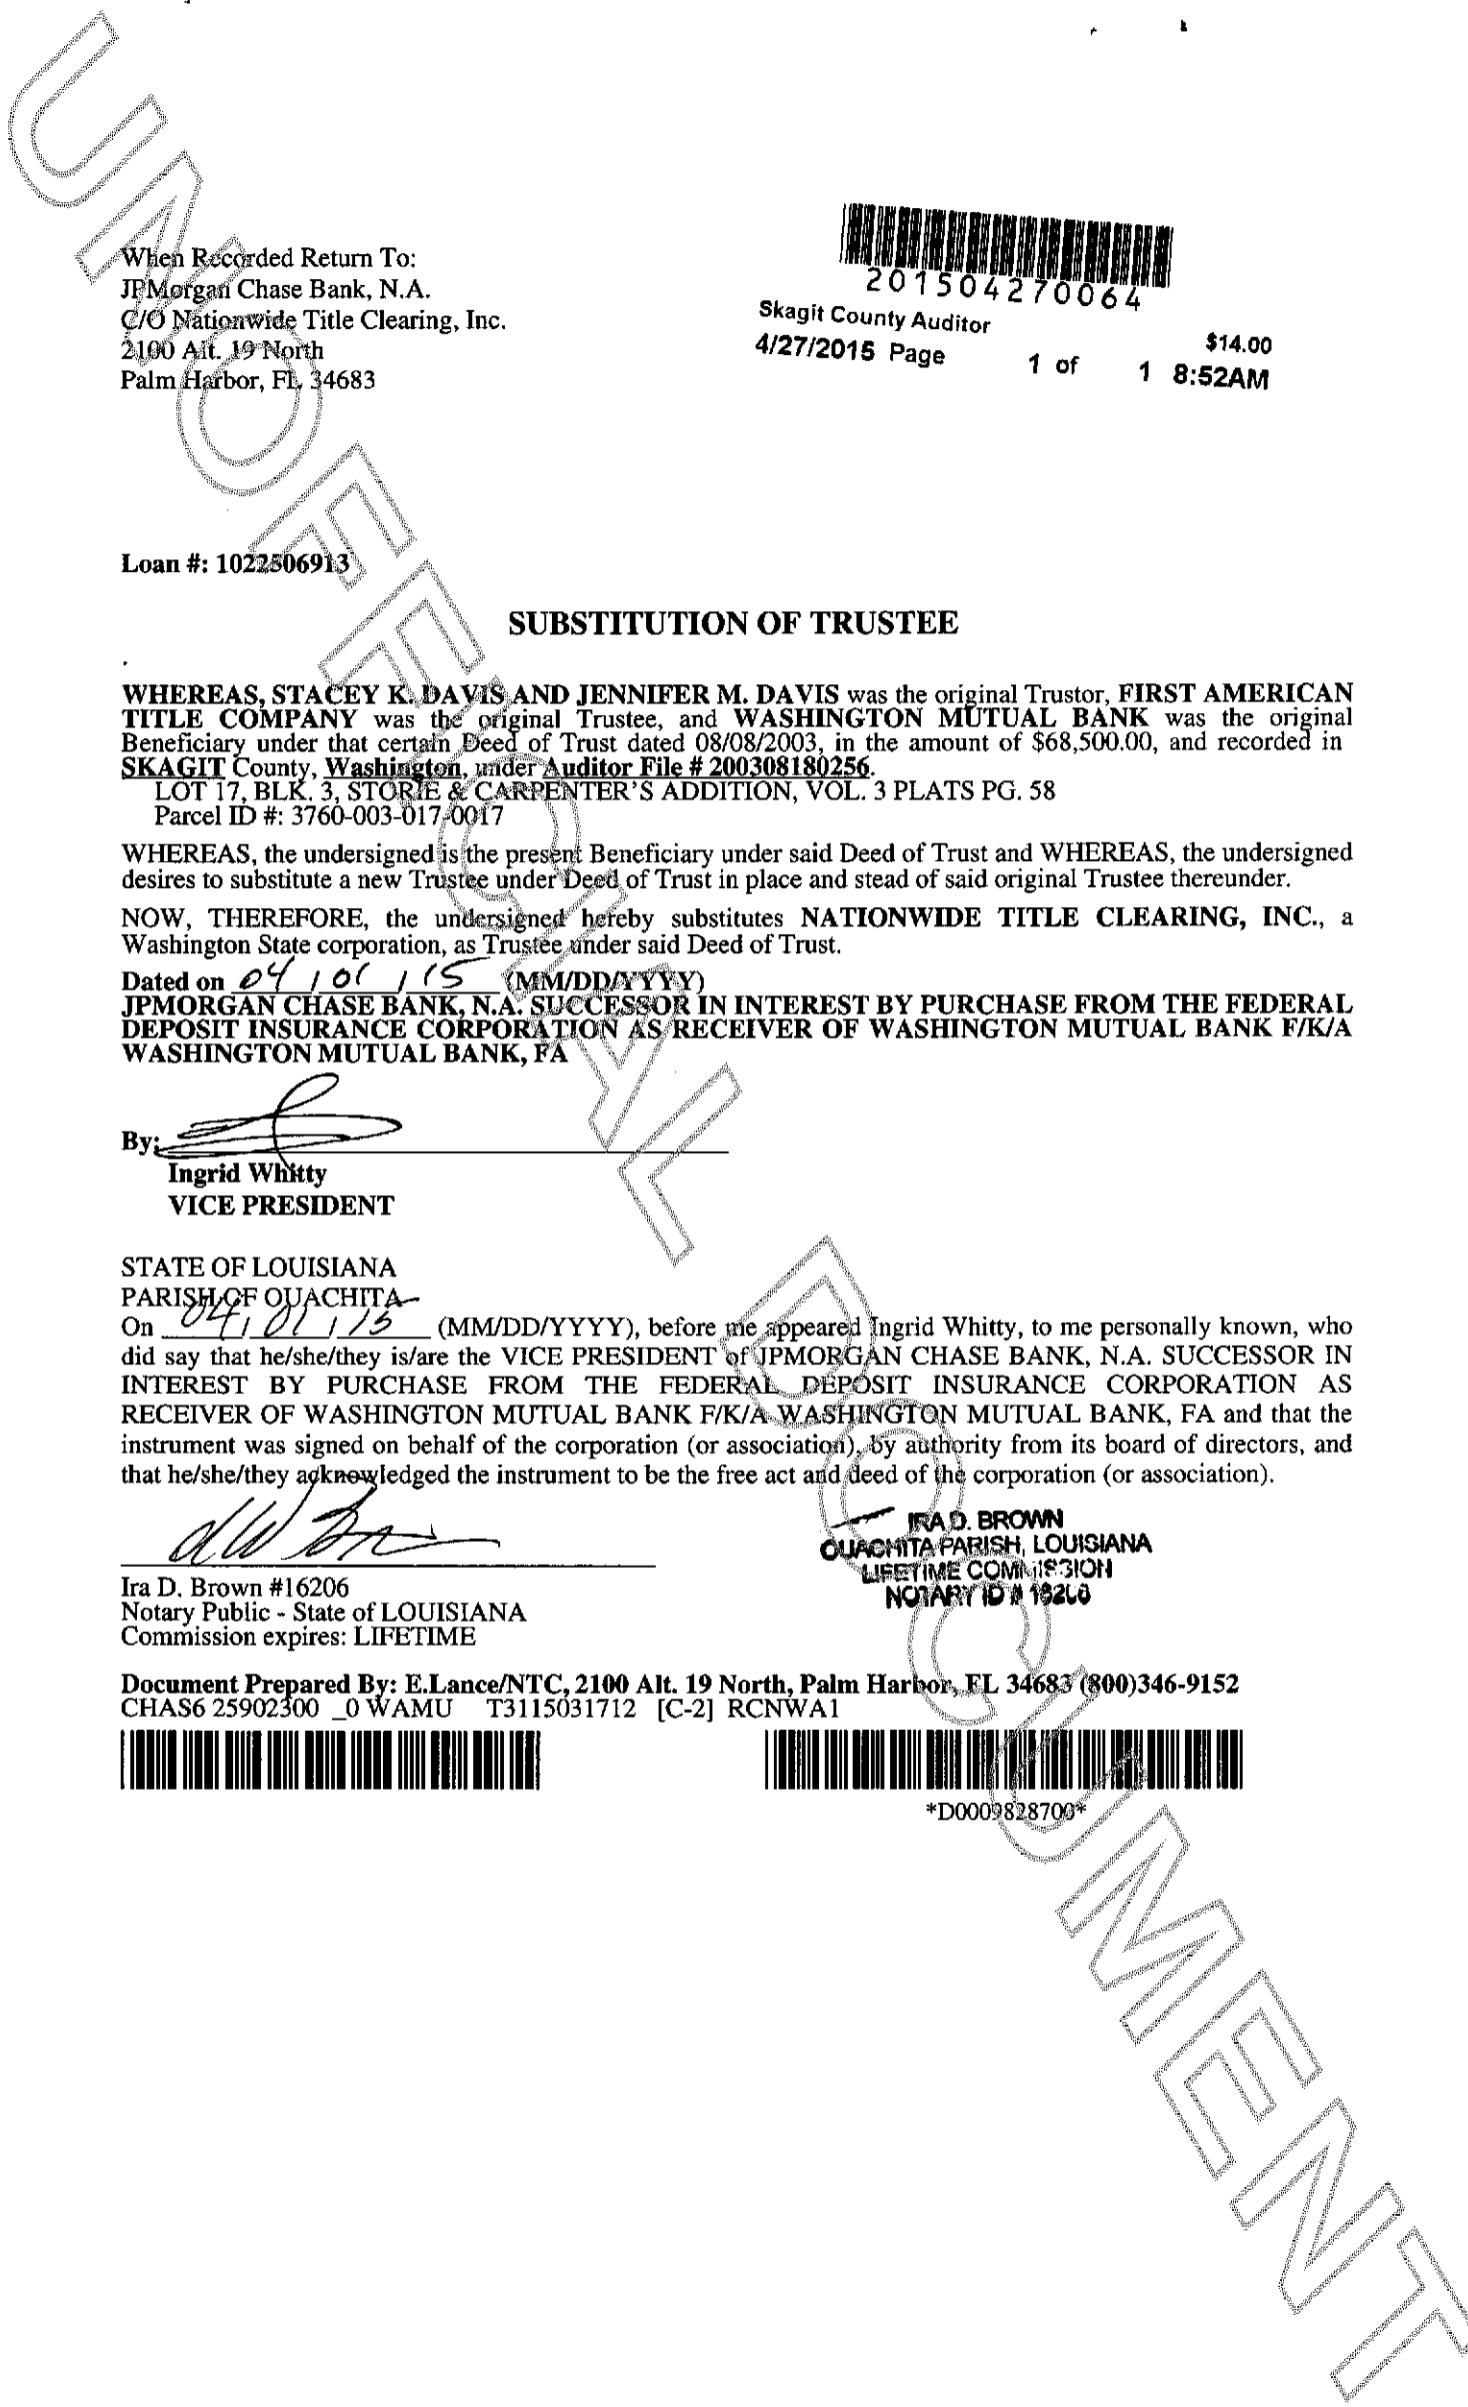 When Recorded Return To:
JPMorgan Chase Bank, N.A.
C/O Nationwide Title Clearing, Inc.
2100 Alt. 19 North
Palm Harbor, FL 34683
201504270064
Skagit County Auditor
$14.00
4/27/2015 Page 1 of 1 8:52AM
Loan #: 1022506913
SUBSTITUTION OF TRUSTEE
WHEREAS, STACEY K. DAVIS AND JENNIFER M. DAVIS was the original Trustor, FIRST AMERICAN
TITLE COMPANY was the original Trustee, and WASHINGTON MUTUAL BANK was the original
Beneficiary under that certain Deed of Trust dated 08/08/2003, in the amount of $68,500.00, and recorded in
SKAGIT County, Washington, under Auditor File # 200308180256.
LOT 17, BLK. 3, STORIE & CARPENTER'S ADDITION, VOL. 3 PLATS PG. 58
Parcel ID #: 3760-003-017-0017
WHEREAS, the undersigned is the present Beneficiary under said Deed of Trust and WHEREAS, the undersigned
desires to substitute a new Trustee under Deed of Trust in place and stead of said original Trustee thereunder.
NOW, THEREFORE, the undersigned hereby substitutes NATIONWIDE TITLE CLEARING, INC., a
Washington State corporation, as Trustee under said Deed of Trust.
Dated on 04/01/15 (MM/DD/YYYY)
JPMORGAN CHASE BANK, N.A. SUCCESSOR IN INTEREST BY PURCHASE FROM THE FEDERAL
DEPOSIT INSURANCE CORPORATION AS RECEIVER OF WASHINGTON MUTUAL BANK F/K/A
WASHINGTON MUTUAL BANK, FA
By:
Ingrid Whitty
VICE PRESIDENT
STATE OF LOUISIANA
PARISH OF OUACHITA
On 04/01/15 (MM/DD/YYYY), before me appeared Ingrid Whitty, to me personally known, who
did say that he/she/they is/are the VICE PRESIDENT of JPMORGAN CHASE BANK, N.A. SUCCESSOR IN
INTEREST BY PURCHASE FROM THE FEDERAL DEPOSIT INSURANCE CORPORATION AS
RECEIVER OF WASHINGTON MUTUAL BANK F/K/A WASHINGTON MUTUAL BANK, FA and that the
instrument was signed on behalf of the corporation (or association), by authority from its board of directors, and
that he/she/they acknowledged the instrument to be the free act and deed of the corporation (or association).
Ira D. Brown #16206
Notary Public - State of LOUISIANA
Commission expires: LIFETIME
IRA D. BROWN
OUACHITA PARISH, LOUISIANA
LIFETIME COMMISSION
NOTARY ID #
Document Prepared By: E.Lance/NTC, 2100 Alt. 19 North, Palm Harbor, FL 34683 (800)346-9152
CHAS6 25902300 _0 WAMU T3115031712 [C-2] RCNWA1
*D0009828700*
UNOFFICIAL DOCUMENT